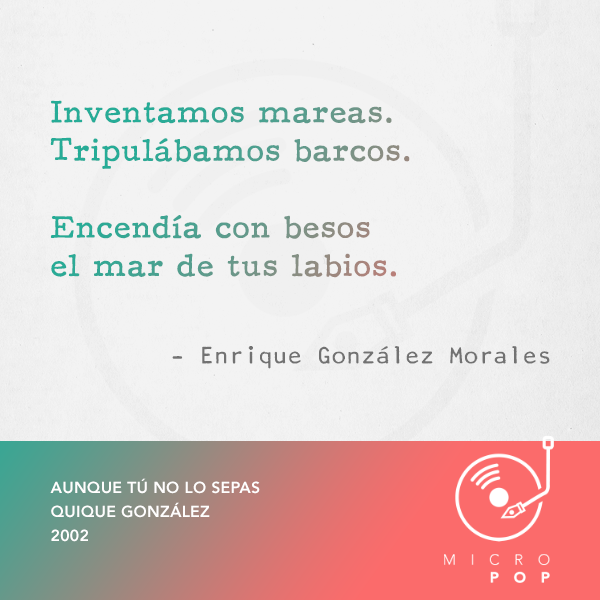 Inventamos mareas.
Tripulábamos barcos.
Encendía con besos
el mar de tus labios.
- Enrique González Morales
AUNQUE TÚ NO LO SEPAS
QUIQUE GONZÁLEZ
2002
MICRO
POP